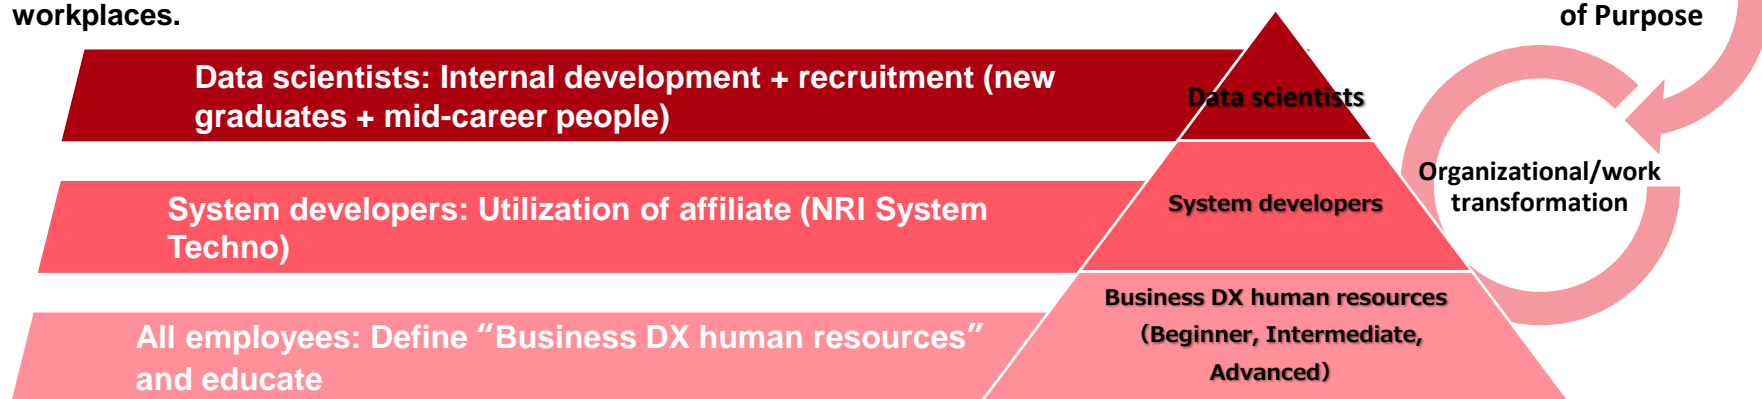 workplaces.
of Purpose
Data scientists: Internal development + recruitment (new
graduates + mid-career people)
Data scientists
System developers: Utilization of affiliate (NRI System
Techno)
System developers
Organizational/work
transformation
All employees: Define “Business DX human resources”
and educate
Business DX human resources
（Beginner, Intermediate,
Advanced）